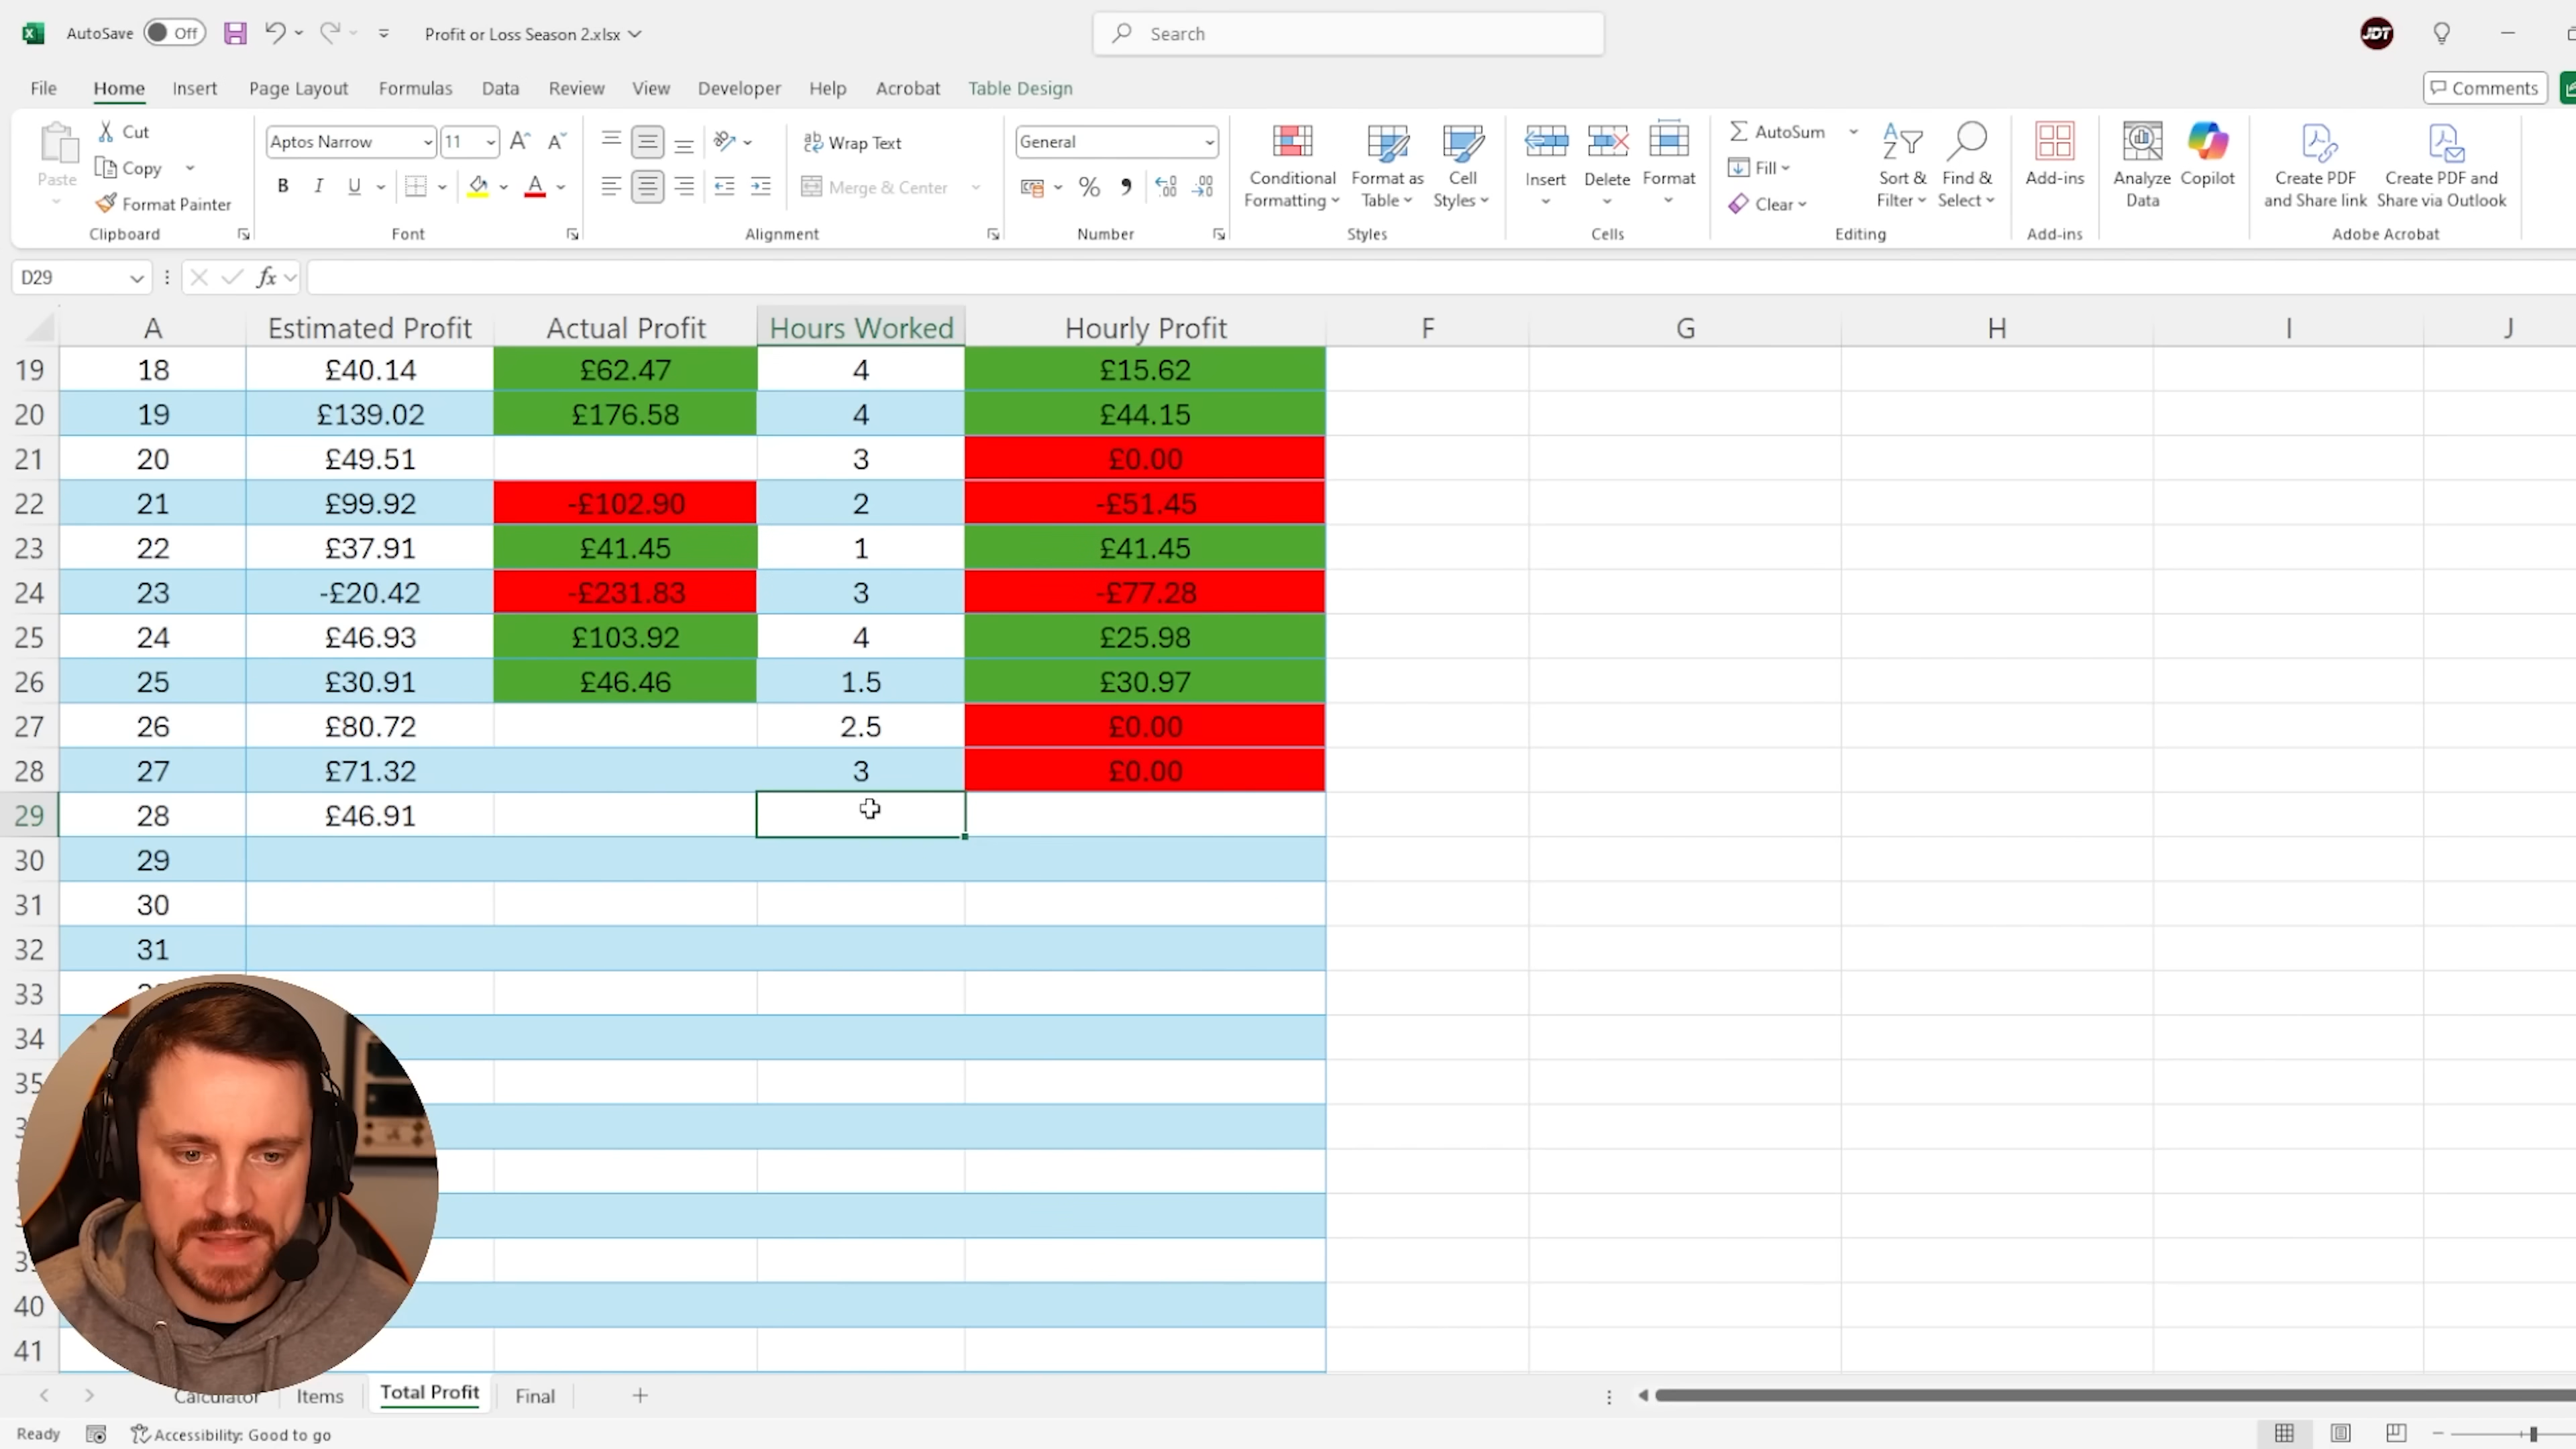 AutoSave Off Profit or Loss Season 2.xlsx Search JDT
File Home Insert Page Layout Formulas Data Review View Developer Help Acrobat Table Design Comments
Paste Cut Copy Format Painter Clipboard
Aptos Narrow 11 B I U A Font
ab Wrap Text Merge & Center Alignment
General % Number
Conditional Formatting Format as Table Cell Styles Styles
Insert Delete Format Cells
AutoSum Fill Clear Sort & Filter Find & Select Editing
Add-ins Add-ins
Analyze Data Copilot
Create PDF and Share link Create PDF and Share via Outlook Adobe Acrobat
D29 fx
A Estimated Profit Actual Profit Hours Worked Hourly Profit F G H I J
19 18 £40.14 £62.47 4 £15.62
20 19 £139.02 £176.58 4 £44.15
21 20 £49.51 3 £0.00
22 21 £99.92 -£102.90 2 -£51.45
23 22 £37.91 £41.45 1 £41.45
24 23 -£20.42 -£231.83 3 -£77.28
25 24 £46.93 £103.92 4 £25.98
26 25 £30.91 £46.46 1.5 £30.97
27 26 £80.72 2.5 £0.00
28 27 £71.32 3 £0.00
29 28 £46.91
30 29
31 30
32 31
33
34
35
40
41
Calculator Items Total Profit Final
Ready Accessibility: Good to go